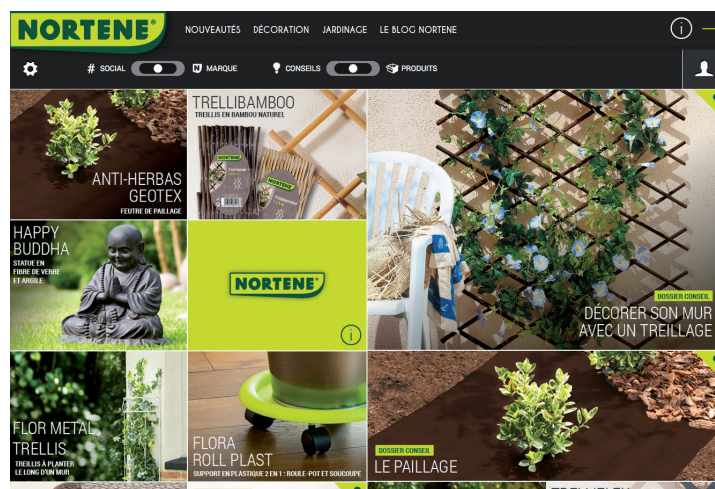 NORTENE®
NOUVEAUTÉS DÉCORATION JARDINAGE LE BLOG NORTENE
# SOCIAL N MARQUE CONSEILS PRODUITS
ANTI-HERBAS
GEOTEX
FEUTRE DE PAILLAGE
TRELLIBAMBOO
TREILLIS EN BAMBOU NATUREL
NORTENE
NORTENE
DOSSIER CONSEIL
DÉCORER SON MUR
AVEC UN TREILLAGE
HAPPY
BUDDHA
STATUE EN
FIBRE DE VERRE
ET ARGILE
NORTENE®
FLOR METAL
TRELLIS
TREILLIS À PLANTER
LE LONG D'UN MUR
FLORA
ROLL PLAST
SUPPORT EN PLASTIQUE 2 EN 1 : ROULE-POT ET SOUCOUPE
DOSSIER CONSEIL
LE PAILLAGE